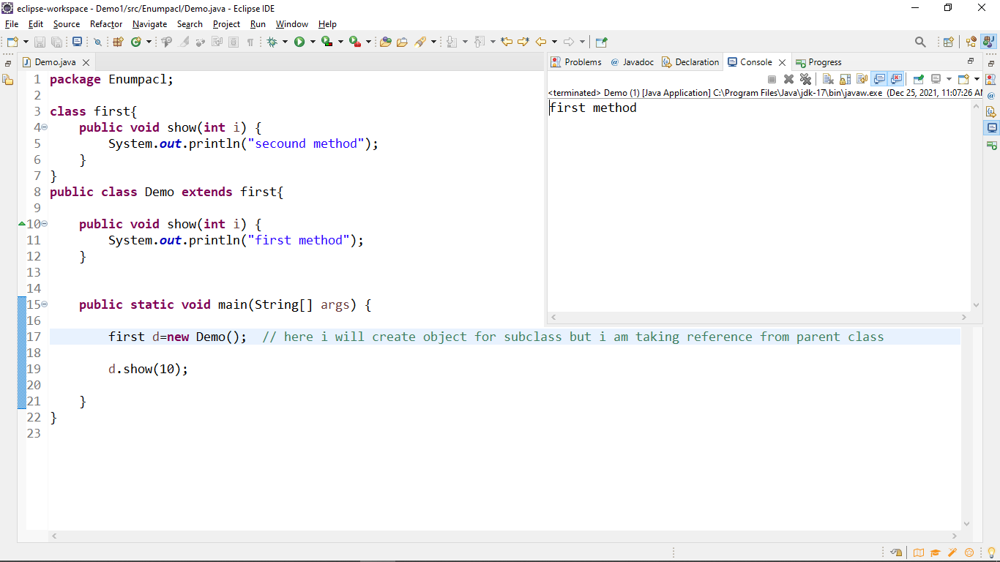 eclipse-workspace - Demo1/src/Enumpacl/Demo.java - Eclipse IDE
File Edit Source Refactor Navigate Search Project Run Window Help
Demo.java
1 package Enumpacl;
2
3 class first{
4 public void show(int i) {
5 System.out.println("secound method");
6 }
7 }
8 public class Demo extends first{
9
10 public void show(int i) {
11 System.out.println("first method");
12 }
13
14
15 public static void main(String[] args) {
16
17 first d=new Demo(); // here i will create object for subclass but i am taking reference from parent class
18
19 d.show(10);
20
21 }
22 }
23
Problems @ Javadoc Declaration Console Progress
<terminated> Demo (1) [Java Application] C:\Program Files\Java\jdk-17\bin\javaw.exe (Dec 25, 2021, 11:07:26 AM
first method